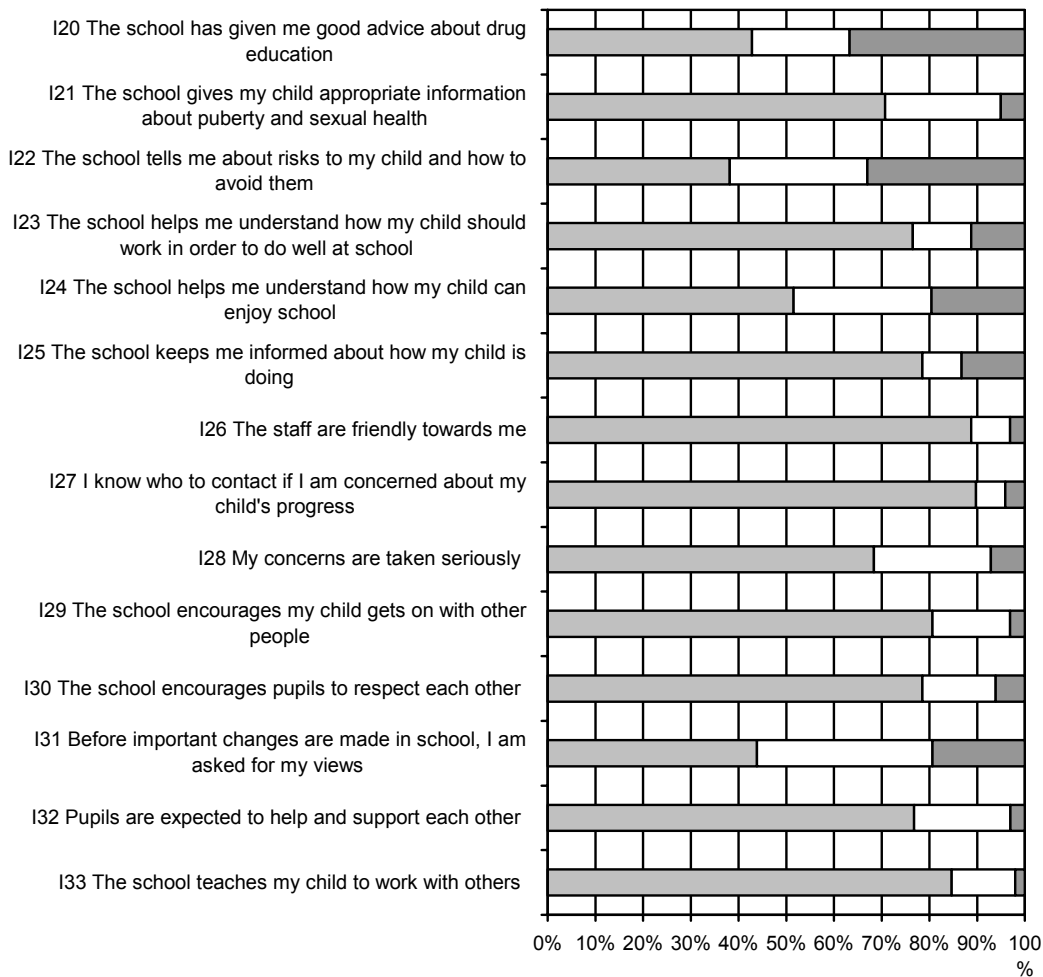 I20 The school has given me good advice about drug
education
I21 The school gives my child appropriate information
about puberty and sexual health
I22 The school tells me about risks to my child and how to
avoid them
I23 The school helps me understand how my child should
work in order to do well at school
I24 The school helps me understand how my child can
enjoy school
I25 The school keeps me informed about how my child is
doing
I26 The staff are friendly towards me
I27 I know who to contact if I am concerned about my
child's progress
I28 My concerns are taken seriously
I29 The school encourages my child gets on with other
people
I30 The school encourages pupils to respect each other
I31 Before important changes are made in school, I am
asked for my views
I32 Pupils are expected to help and support each other
I33 The school teaches my child to work with others
0% 10% 20% 30% 40% 50% 60% 70% 80% 90% 100
%